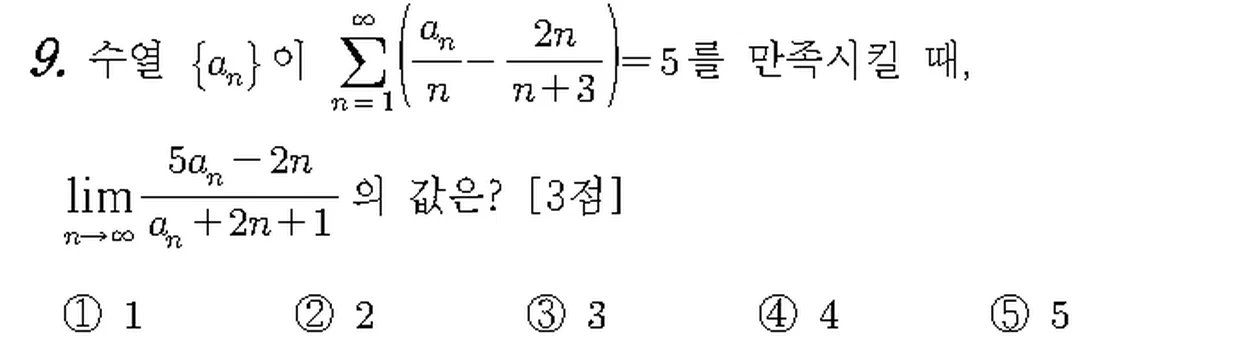 9. 수열 {aₙ}이 ∑_{n=1}^{∞} (aₙ/n − 2n/(n+3)) = 5를 만족시킬 때,
lim_{n→∞} (5aₙ − 2n)/(aₙ + 2n + 1) 의 값은? [3점]
① 1 ② 2 ③ 3 ④ 4 ⑤ 5